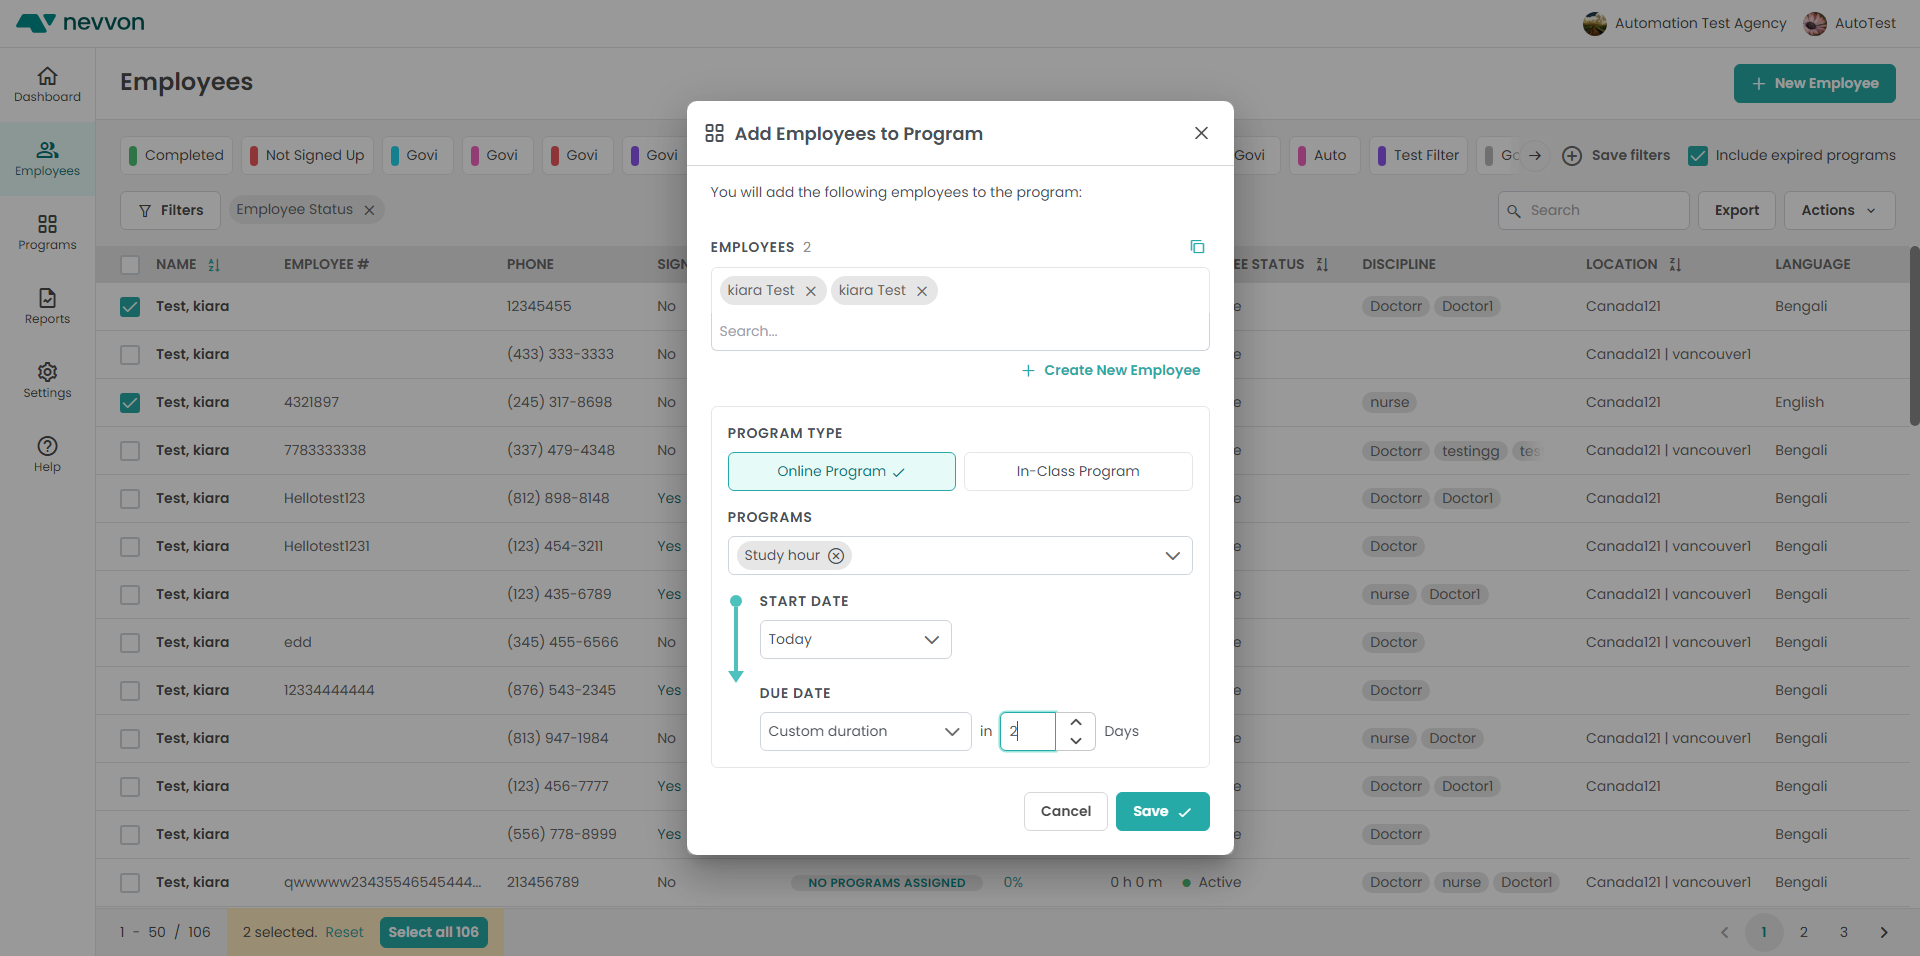 nevvon
Automation Test Agency
AutoTest
Dashboard
Employees
Programs
Reports
Settings
Help
Employees
New Employee
Completed
Not Signed Up
Govi
Govi
Govi
Govi
Govi
Auto
Test Filter
Save filters
Include expired programs
Filters
Employee Status
Search
Export
Actions
NAME EMPLOYEE # PHONE SIGN EE STATUS DISCIPLINE LOCATION LANGUAGE
Test, kiara 12345455 No e Doctorr Doctor1 Canada121 Bengali
Test, kiara (433) 333-3333 No e Canada121 | vancouver1
Test, kiara 4321897 (245) 317-8698 No e nurse Canada121 English
Test, kiara 7783333338 (337) 479-4348 No e Doctorr testingg tes Canada121 | vancouver1 Bengali
Test, kiara Hellotest123 (812) 898-8148 Yes e Doctorr Doctor1 Canada121 Bengali
Test, kiara Hellotest1231 (123) 454-3211 Yes e Doctor Canada121 | vancouver1 Bengali
Test, kiara (123) 435-6789 Yes e nurse Doctor1 Canada121 | vancouver1 Bengali
Test, kiara edd (345) 455-6566 No e Doctor Canada121 | vancouver1 Bengali
Test, kiara 12334444444 (876) 543-2345 Yes e Doctorr Bengali
Test, kiara (813) 947-1984 No e nurse Doctor Canada121 | vancouver1 Bengali
Test, kiara (123) 456-7777 Yes e Doctorr Doctor1 Canada121 Bengali
Test, kiara (556) 778-8999 Yes e Doctorr Bengali
Test, kiara qwwwww23435546545444... 213456789 No NO PROGRAMS ASSIGNED 0% 0 h 0 m Active Doctorr nurse Doctor1 Canada121 | vancouver1 Bengali
1 - 50 / 106
2 selected. Reset
Select all 106
1 2 3
Add Employees to Program
You will add the following employees to the program:
EMPLOYEES 2
kiara Test
kiara Test
Search...
Create New Employee
PROGRAM TYPE
Online Program
In-Class Program
PROGRAMS
Study hour
START DATE
Today
DUE DATE
Custom duration in 2 Days
Cancel
Save